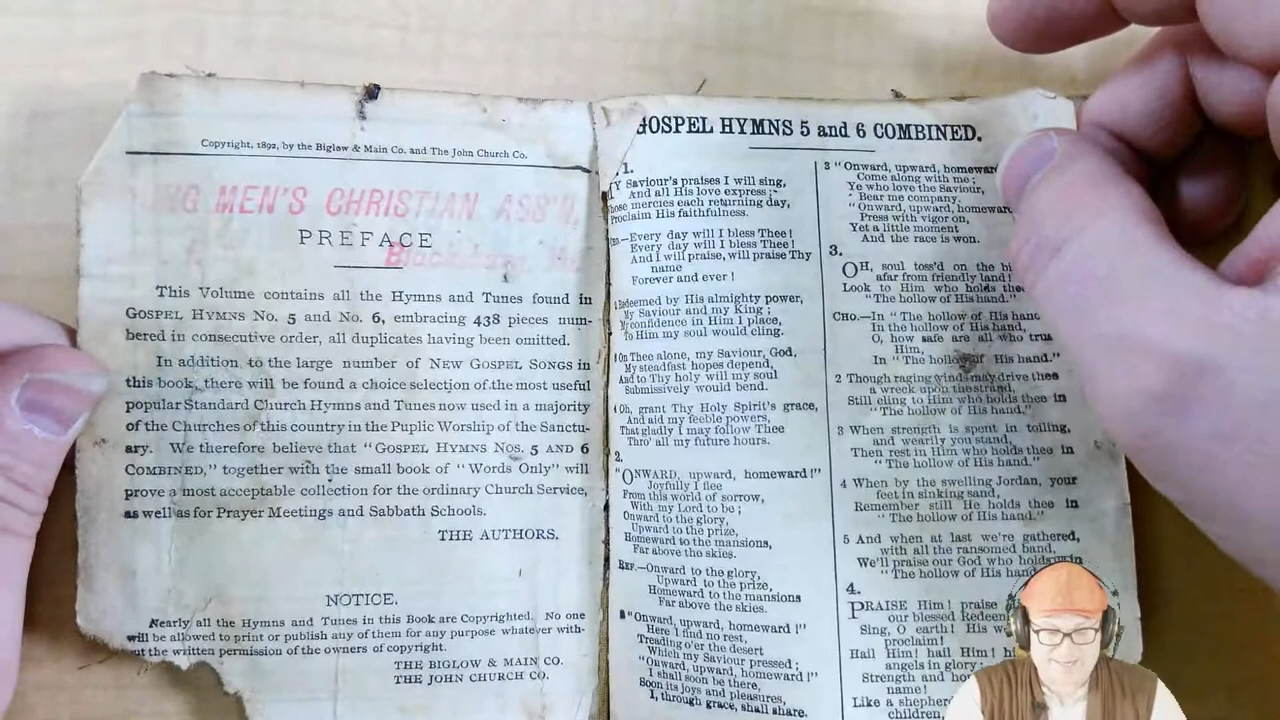 Copyright, 1892, by the Biglow & Main Co. and The John Church Co.
MEN'S CHRISTIAN ASS'N,
PREFACE
This Volume contains all the Hymns and Tunes found in
GOSPEL HYMNS No. 5 and No. 6, embracing 438 pieces num-
bered in consecutive order, all duplicates having been omitted.
In addition to the large number of NEW GOSPEL SONGS in
this book, there will be found a choice selection of the most useful
popular Standard Church Hymns and Tunes now used in a majority
of the Churches of this country in the Puplic Worship of the Sanctu-
ary. We therefore believe that "GOSPEL HYMNS NOS. 5 AND 6
COMBINED," together with the small book of "Words Only" will
prove a most acceptable collection for the ordinary Church Service,
as well as for Prayer Meetings and Sabbath Schools.
THE AUTHORS.
NOTICE.
Nearly all the Hymns and Tunes in this Book are Copyrighted. No one
will be allowed to print or publish any of them for any purpose whatever with-
out the written permission of the owners of copyright.
THE BIGLOW & MAIN CO.
THE JOHN CHURCH CO.
GOSPEL HYMNS 5 and 6 COMBINED.
1.
MY Saviour's praises I will sing,
And all His love express;
Whose mercies each returning day,
Proclaim His faithfulness.
CHO.—Every day will I bless Thee!
Every day will I bless Thee!
And I will praise, will praise Thy
name
Forever and ever!
Redeemed by His almighty power,
My Saviour and my King;
My confidence in Him I place,
To Him my soul would cling.
On Thee alone, my Saviour, God,
My steadfast hopes depend,
And to Thy holy will my soul
Submissively would bend.
4 Oh, grant Thy Holy Spirit's grace,
And aid my feeble powers,
That gladly I may follow Thee
Thro' all my future hours.
2.
"ONWARD, upward, homeward!"
Joyfully I flee
From this world of sorrow,
With my Lord to be;
Onward to the glory,
Upward to the prize,
Homeward to the mansions,
Far above the skies.
REF.—Onward to the glory,
Upward to the prize,
Homeward to the mansions
Far above the skies.
2 "Onward, upward, homeward!"
Here I find no rest,
Treading o'er the desert
Which my Saviour pressed;
"Onward, upward, homeward!"
I shall soon be there,
Soon its joys and pleasures,
I, through grace, shall share.
3 "Onward, upward, homeward
Come along with me;
Ye who love the Saviour,
Bear me company.
"Onward, upward, homeward
Press with vigor on,
Yet a little moment
And the race is won.
3.
OH, soul toss'd on the
afar from friendly land!
Look to Him who holds thee
"The hollow of His hand."
CHO.—In "The hollow of His hand
In the hollow of His hand,
O, how safe are all who trust
Him,
In "The hollow of His hand."
2 Though raging wind may drive thee
a wreck upon the strand,
Still cling to Him who holds thee in
"The hollow of His hand."
3 When strength is spent in toiling,
and wearily you stand,
Then rest in Him who holds thee in
"The hollow of His hand."
4 When by the swelling Jordan, your
feet in sinking sand,
Remember still He holds thee in
"The hollow of His hand."
5 And when at last we're gathered,
with all the ransomed band,
We'll praise our God who holds us in
"The hollow of His hand
4.
PRAISE Him! praise
our blessed Redeem
Sing, O earth! His
proclaim!
Hail Him! hail Him!
angels in glory;
Strength and
name!
Like a shepherd
children,